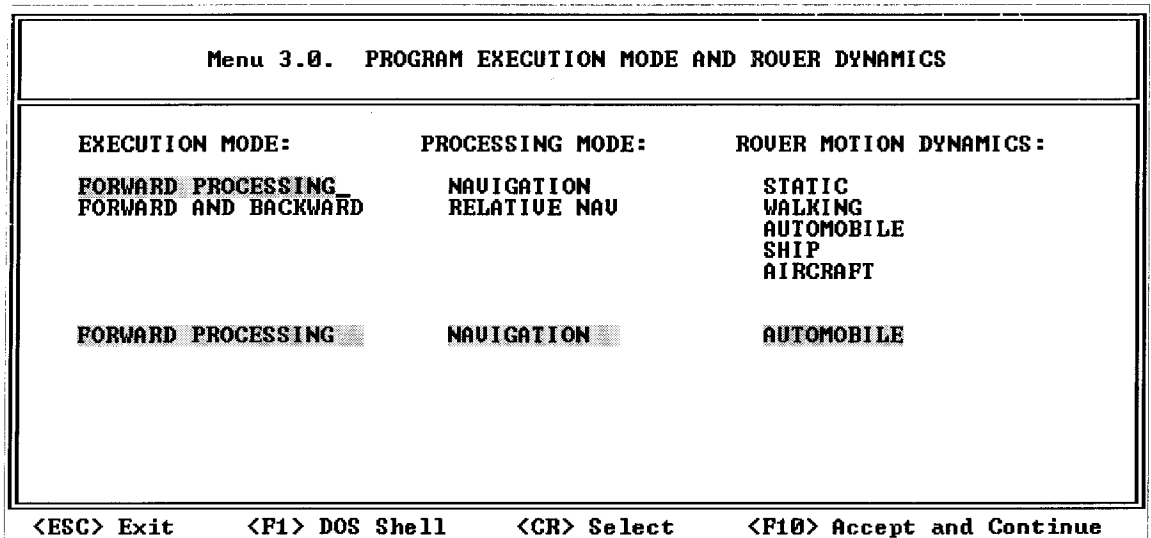 Menu 3.0. PROGRAM EXECUTION MODE AND ROVER DYNAMICS
EXECUTION MODE: PROCESSING MODE: ROVER MOTION DYNAMICS:
FORWARD PROCESSING_ NAVIGATION STATIC
FORWARD AND BACKWARD RELATIVE NAV WALKING
AUTOMOBILE
SHIP
AIRCRAFT
FORWARD PROCESSING NAVIGATION AUTOMOBILE
<ESC> Exit <F1> DOS Shell <CR> Select <F10> Accept and Continue